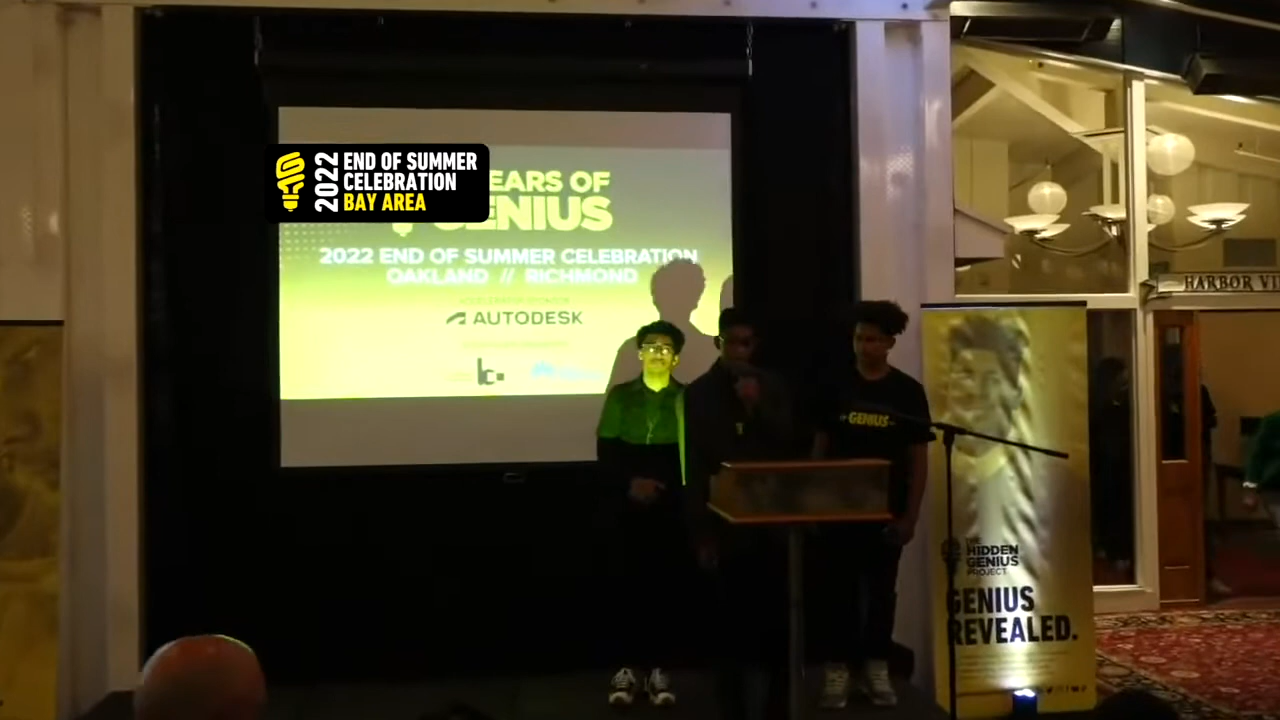 2022
END OF SUMMER
CELEBRATION
BAY AREA
EARS OF
GENIUS
2022 END OF SUMMER CELEBRATION
OAKLAND // RICHMOND
AUTODESK
GENIUS
HARBOR VI
THE
HIDDEN
GENIUS
PROJECT
GENIUS
REVEALED.